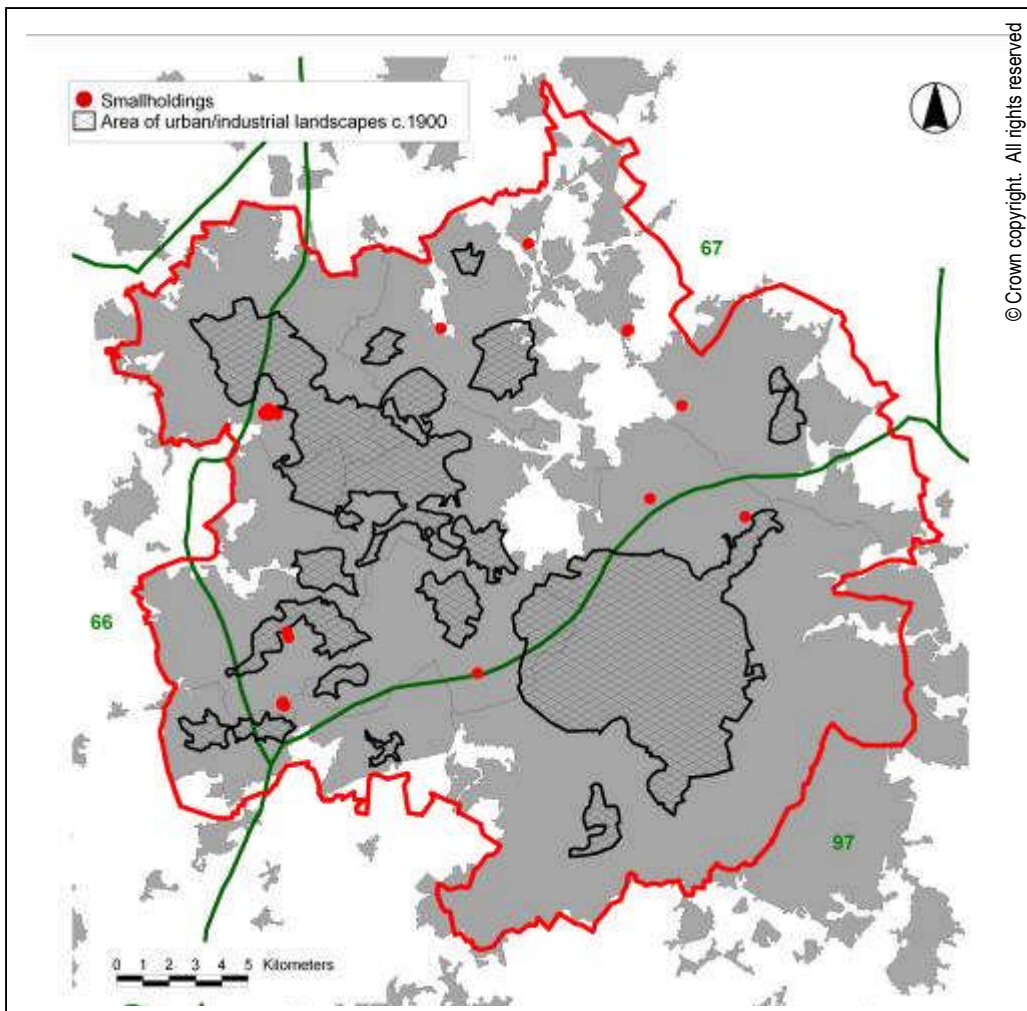 Smallholdings
Area of urban/industrial landscapes c.1900
© Crown copyright. All rights reserved
67
66
97
0 1 2 3 4 5 Kilometers